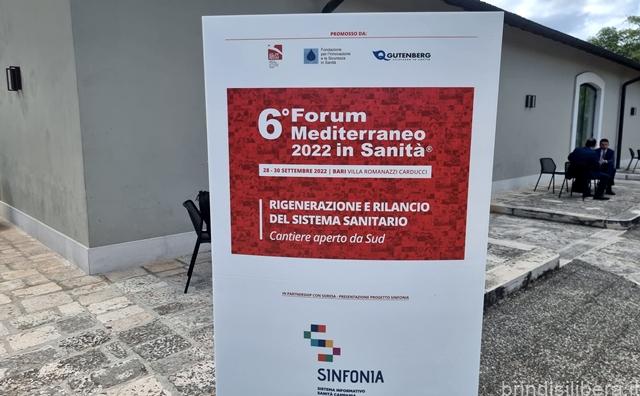 PROMOSSO DA:
Fondazione
per l'Innovazione
e la Sicurezza
in Sanità
GUTENBERG
6° Forum
Mediterraneo
2022 in Sanità®
28 - 30 SETTEMBRE 2022 | BARI VILLA ROMANAZZI CARDUCCI
RIGENERAZIONE E RILANCIO
DEL SISTEMA SANITARIO
Cantiere aperto da Sud
IN PARTNERSHIP CON SORESA - PRESENTAZIONE PROGETTO SINFONIA
SINFONIA
SISTEMA INFORMATIVO
SANITÀ CAMPANIA
brindisilibera.it